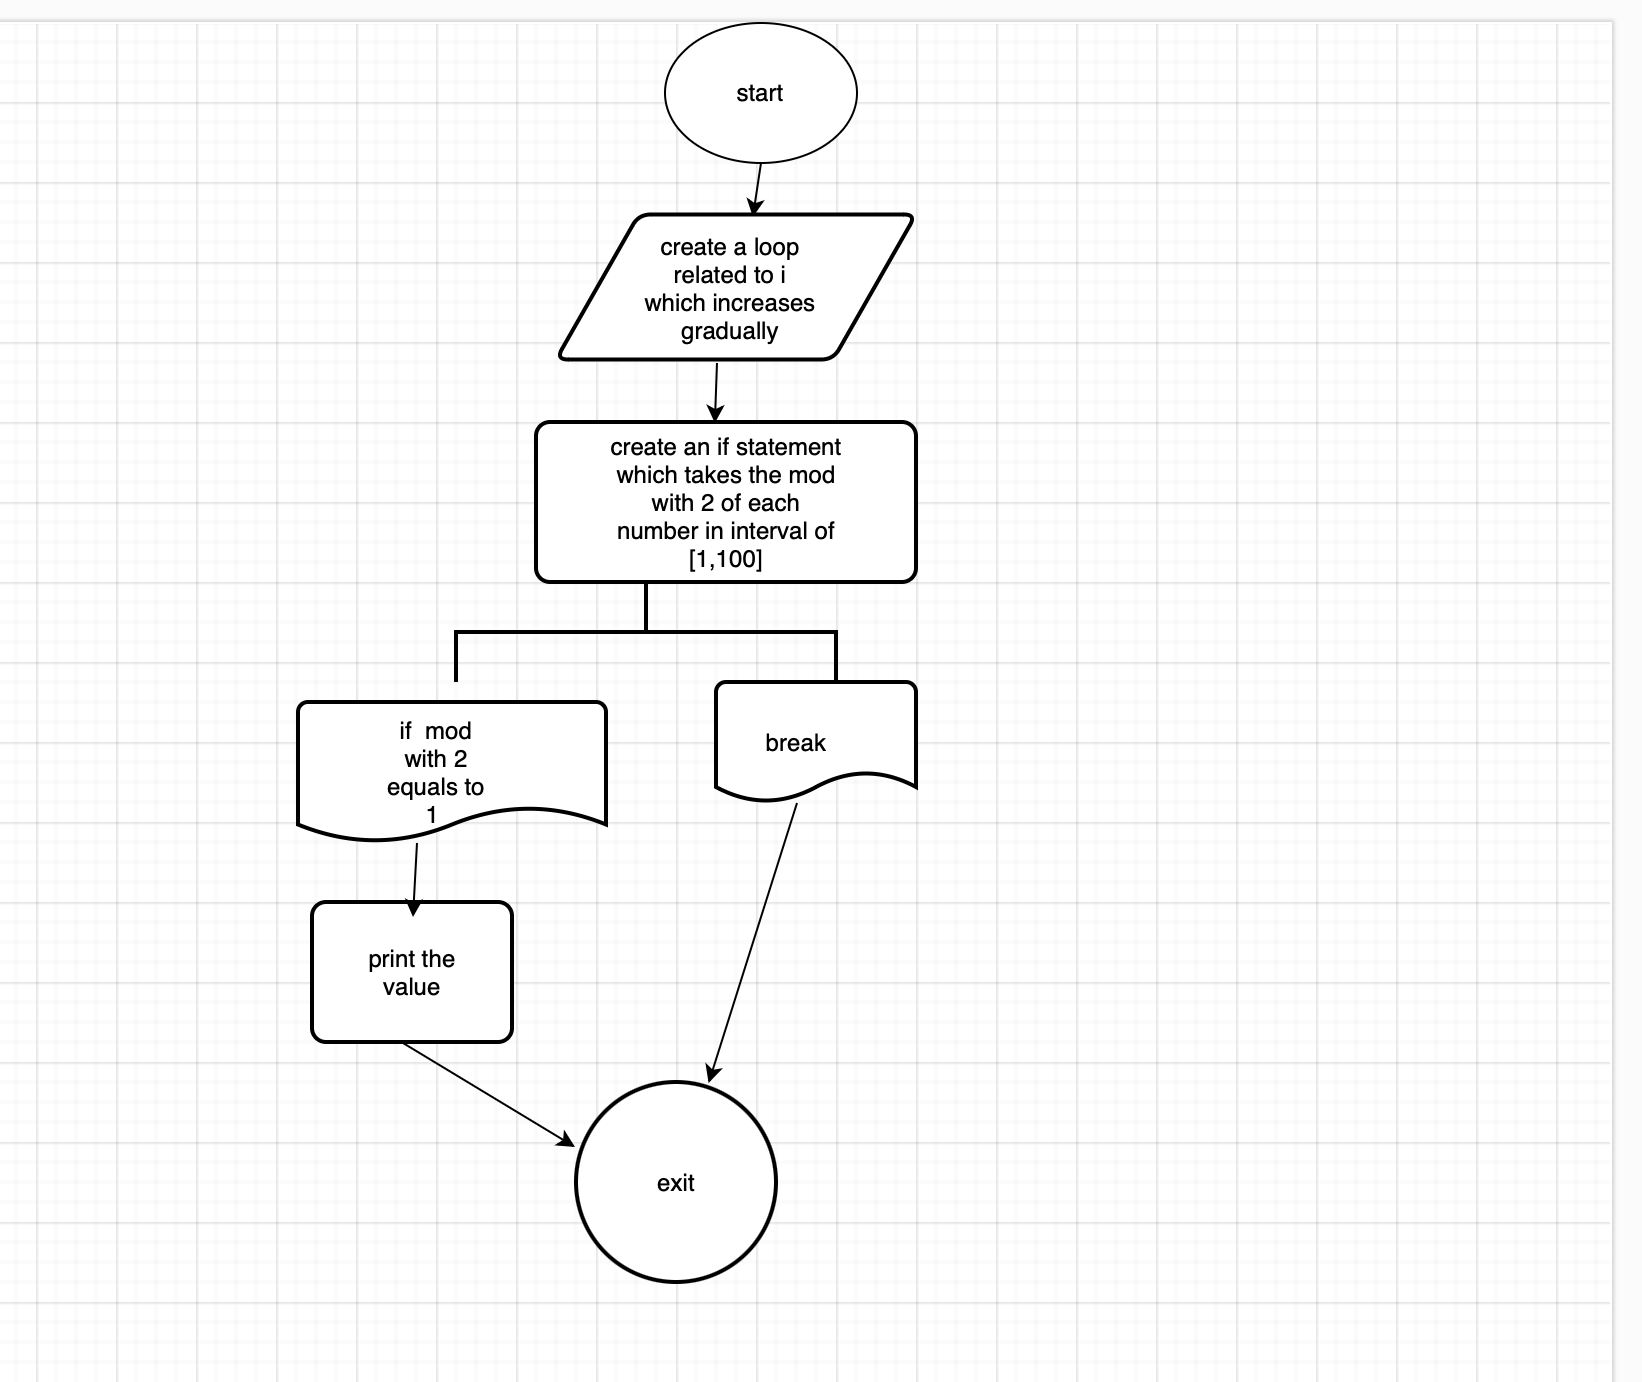 start
create a loop
related to i
which increases
gradually
create an if statement
which takes the mod
with 2 of each
number in interval of
[1,100]
if  mod
with 2
equals to
1
break
print the
value
exit